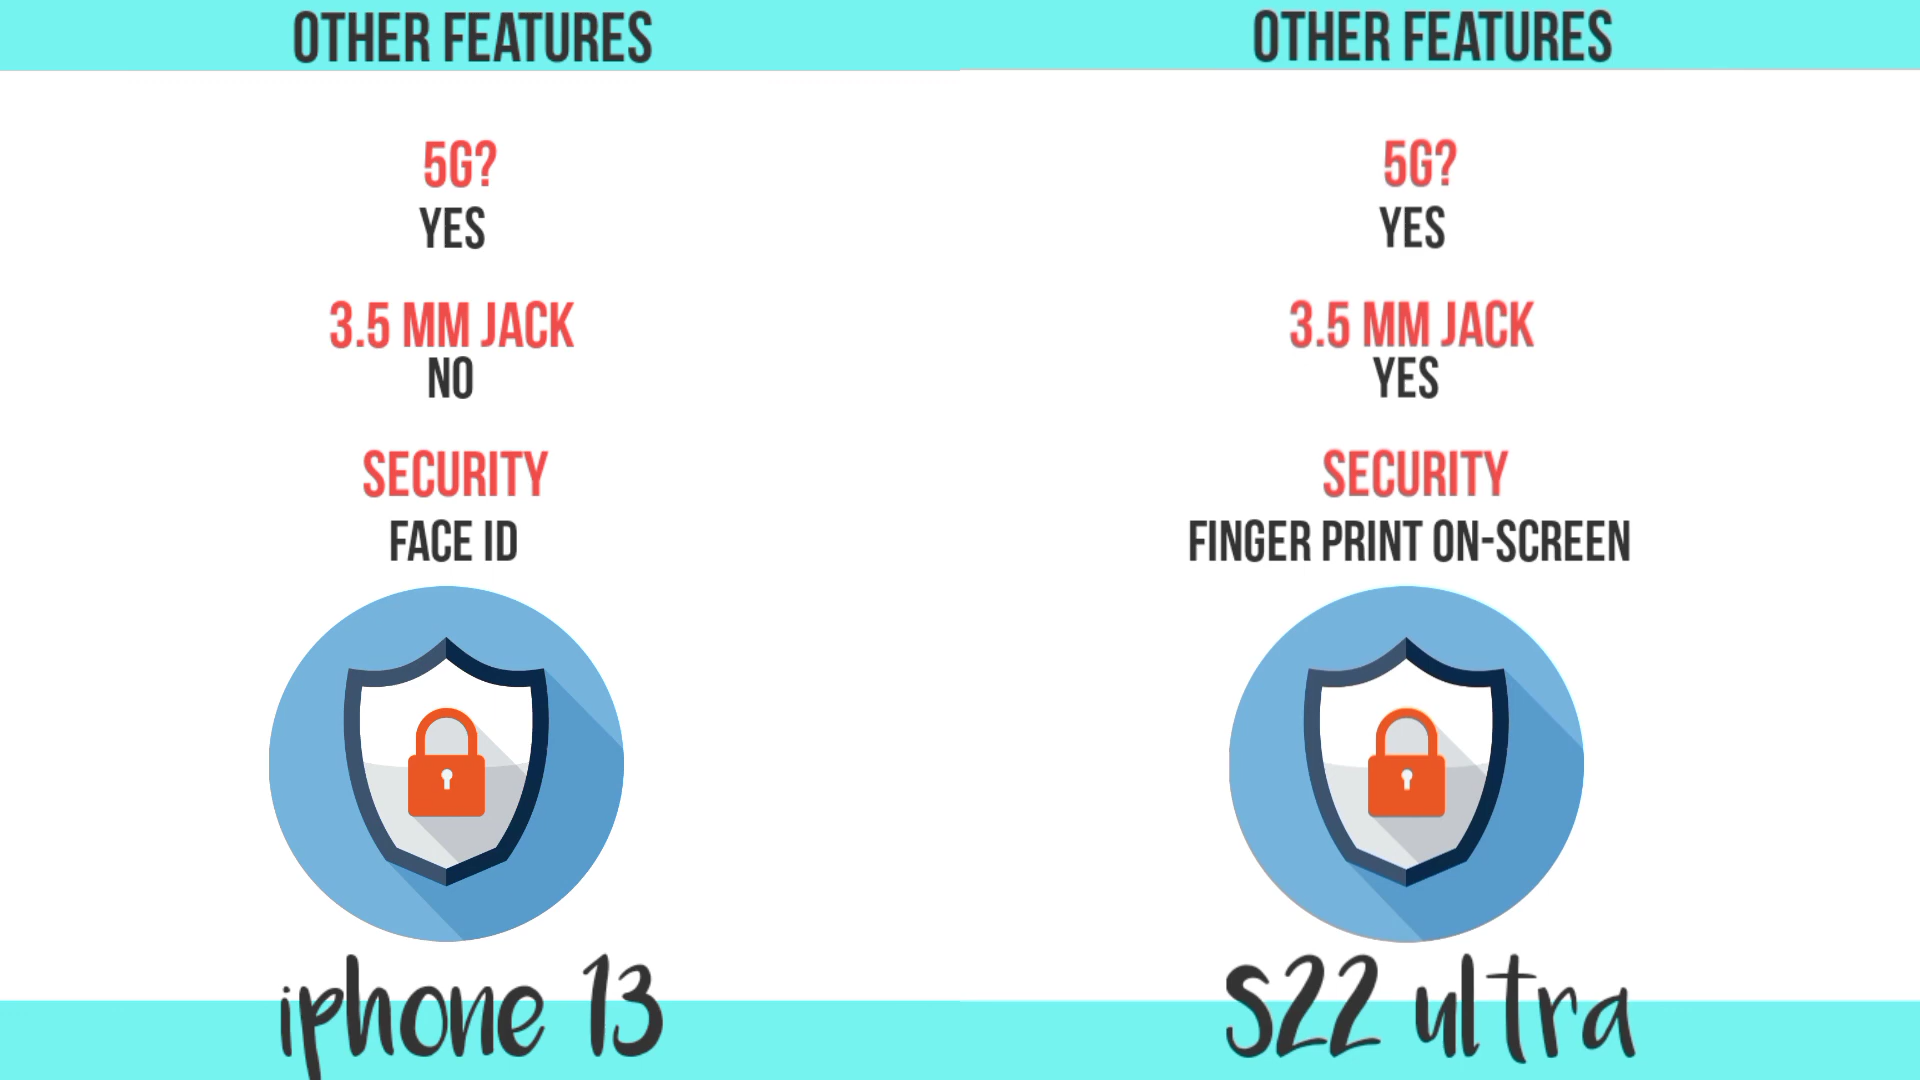 OTHER FEATURES
5G?
YES
3.5 MM JACK
NO
SECURITY
FACE ID
iphone 13
OTHER FEATURES
5G?
YES
3.5 MM JACK
YES
SECURITY
FINGER PRINT ON-SCREEN
S22 ultra